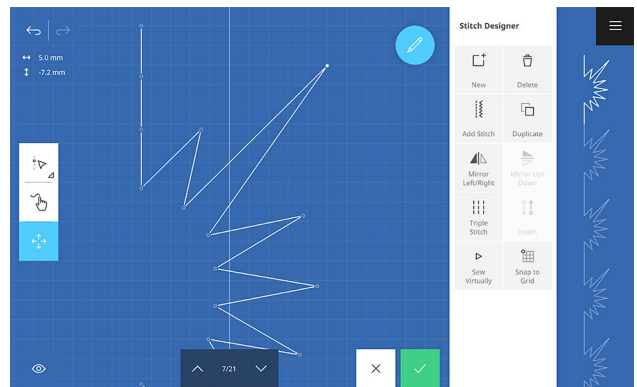 Stitch Designer
5.0 mm
-7.2 mm
New
Delete
Add Stitch
Duplicate
Mirror
Left/Right
Mirror Up/
Down
Triple
Stitch
Invert
Sew
Virtually
Snap to
Grid
7/21